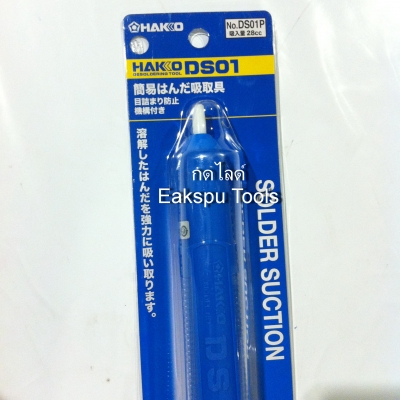 HAKKO
No.DS01P
吸入量 28cc
HAKKO DS01
DESOLDERING TOOL
簡易はんだ吸取具
目詰まり防止
機構付き
溶解したはんだを強力に吸い取ります。
SOLDER SUCTION
กดไลด์
Eakspu Tools
HAKKO
DS0